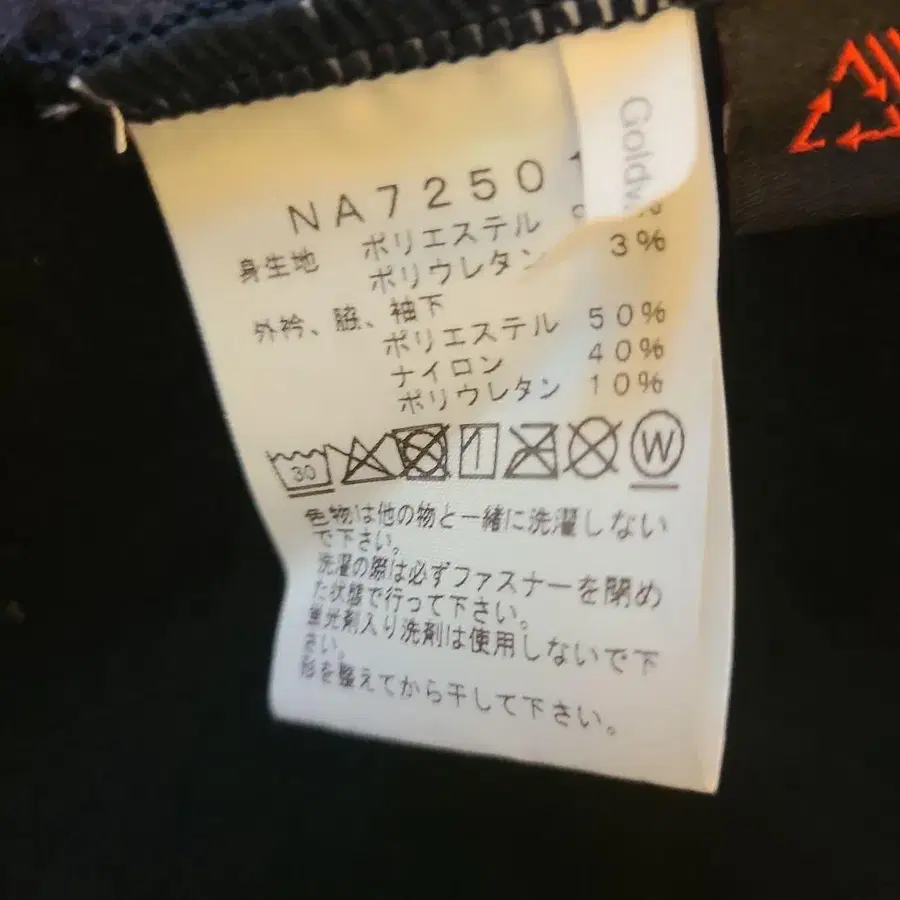 Goldw
NA7250
身生地 ポリエステル
ポリウレタン 3%
外衿、脇、袖下
ポリエステル 50%
ナイロン 40%
ポリウレタン 10%
30
W
色物は他の物と一緒に洗濯しない
で下さい。
洗濯の際は必ずファスナーを閉め
た状態で行って下さい。
蛍光剤入り洗剤は使用しないで下
さい。
形を整えてから干して下さい。